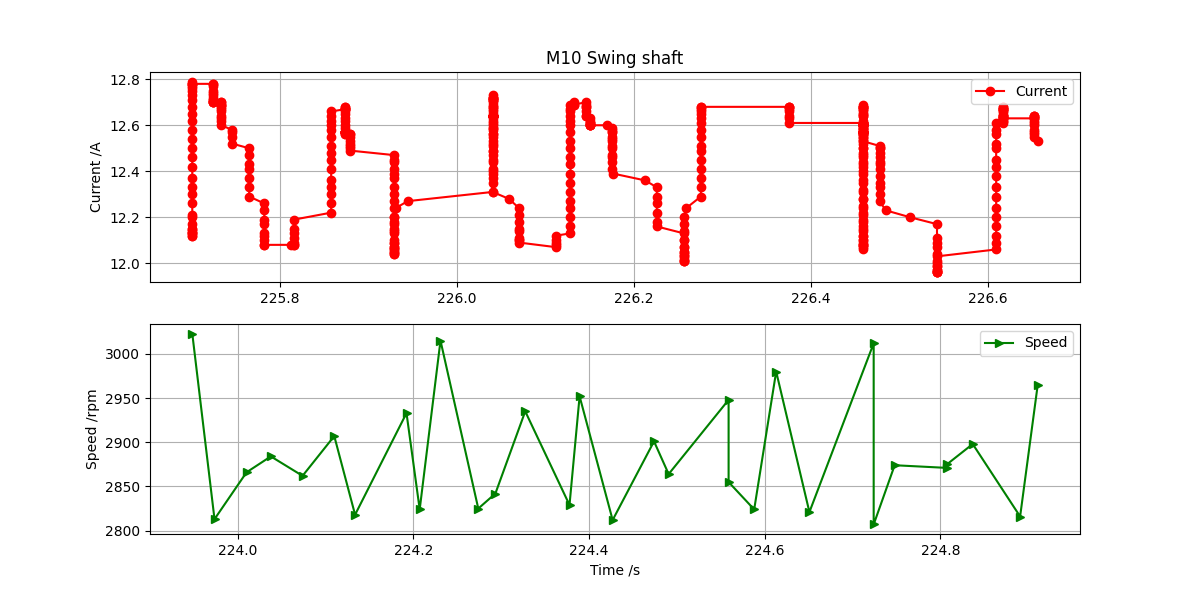 M10 Swing shaft
Current /A
12.8
12.6
12.4
12.2
12.0
Current
225.8 226.0 226.2 226.4 226.6
Speed /rpm
3000
2950
2900
2850
2800
Speed
224.0 224.2 224.4 224.6 224.8
Time /s